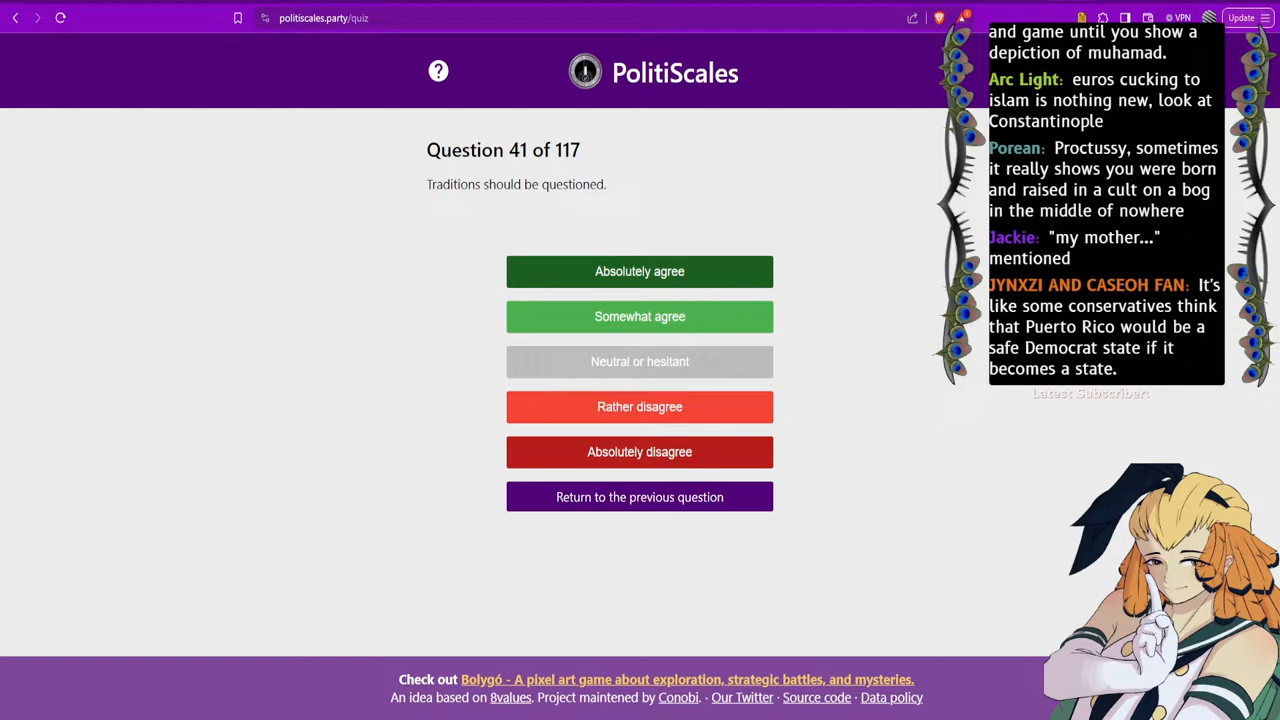 politiscales.party/quiz
VPN
Update
PolitiScales
Question 41 of 117
Traditions should be questioned.
Absolutely agree
Somewhat agree
Neutral or hesitant
Rather disagree
Absolutely disagree
Return to the previous question
and game until you show a
depiction of muhamad.
Arc Light: euros cucking to
islam is nothing new, look at
Constantinople
Porean: Proctussy, sometimes
it really shows you were born
and raised in a cult on a bog
in the middle of nowhere
Jackie: "my mother..."
mentioned
JYNXZI AND CASEOH FAN: It's
like some conservatives think
that Puerto Rico would be a
safe Democrat state if it
becomes a state.
Latest Subscriber:
Check out Bolygó - A pixel art game about exploration, strategic battles, and mysteries.
An idea based on 8values. Project maintened by Conobi. · Our Twitter · Source code · Data policy